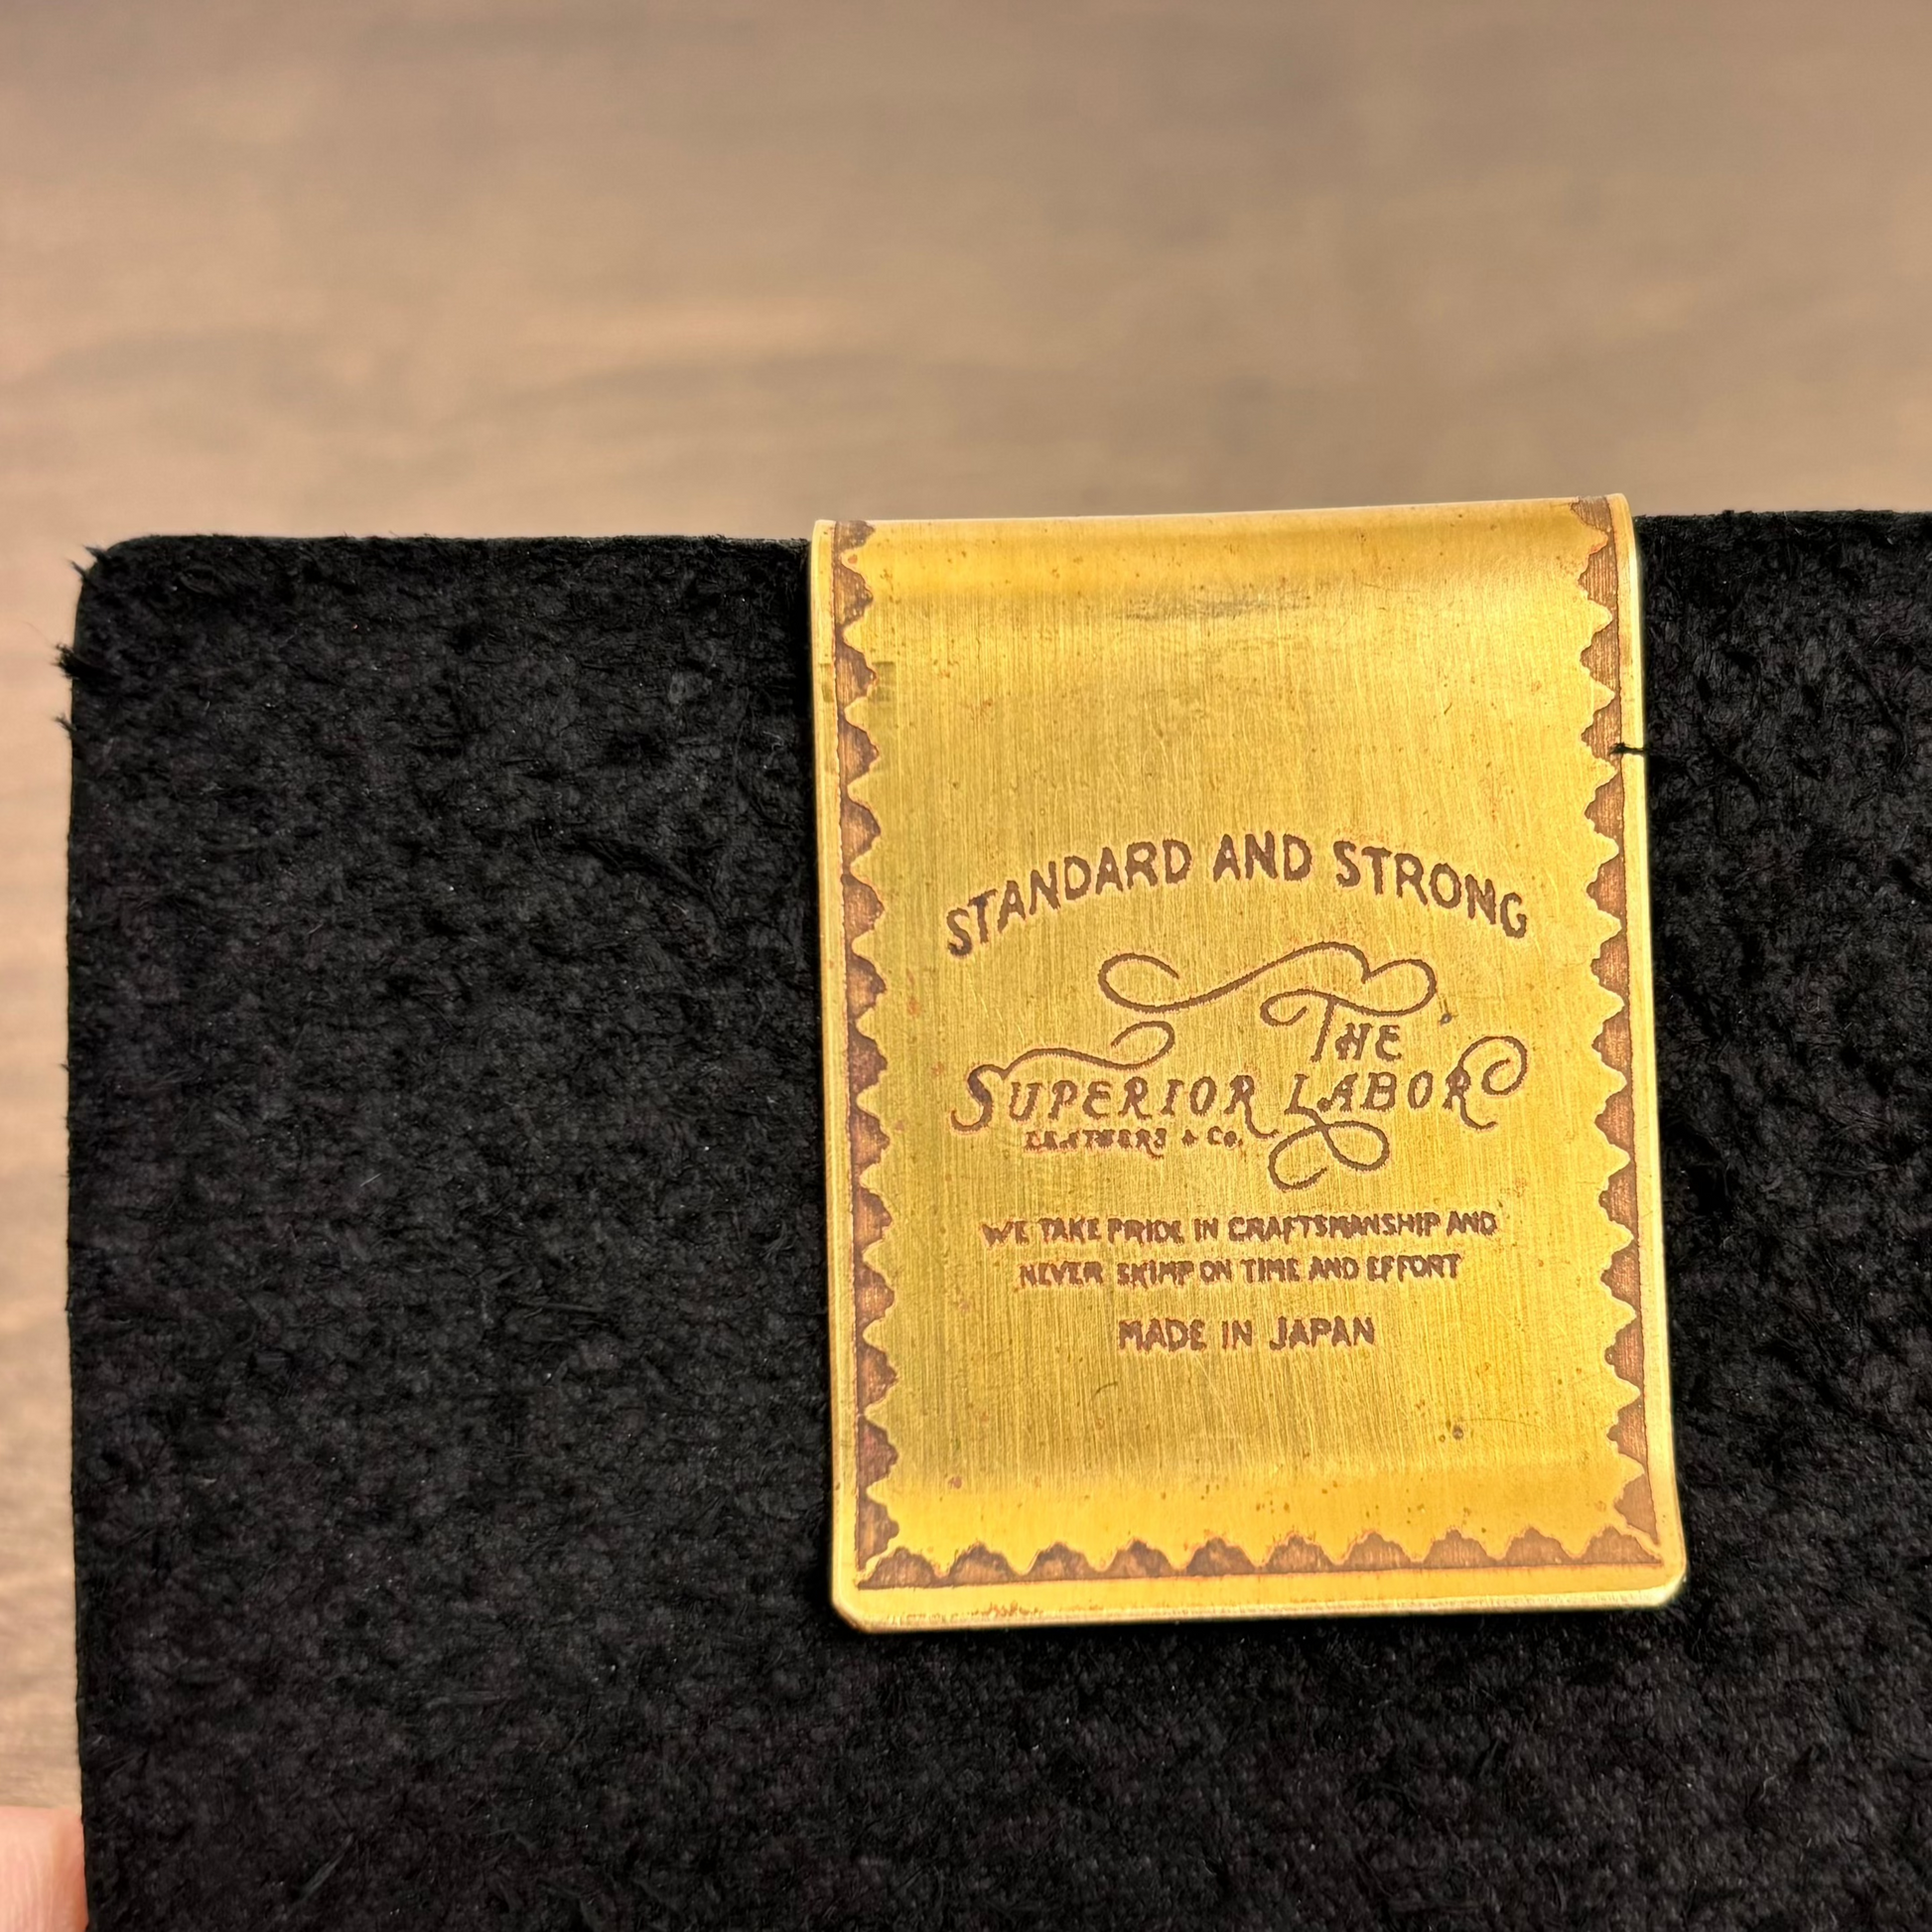 STANDARD AND STRONG
THE
SUPERIOR LABOR
LEATHERS & CO.
WE TAKE PRIDE IN CRAFTSMANSHIP AND
NEVER SKIMP ON TIME AND EFFORT
MADE IN JAPAN